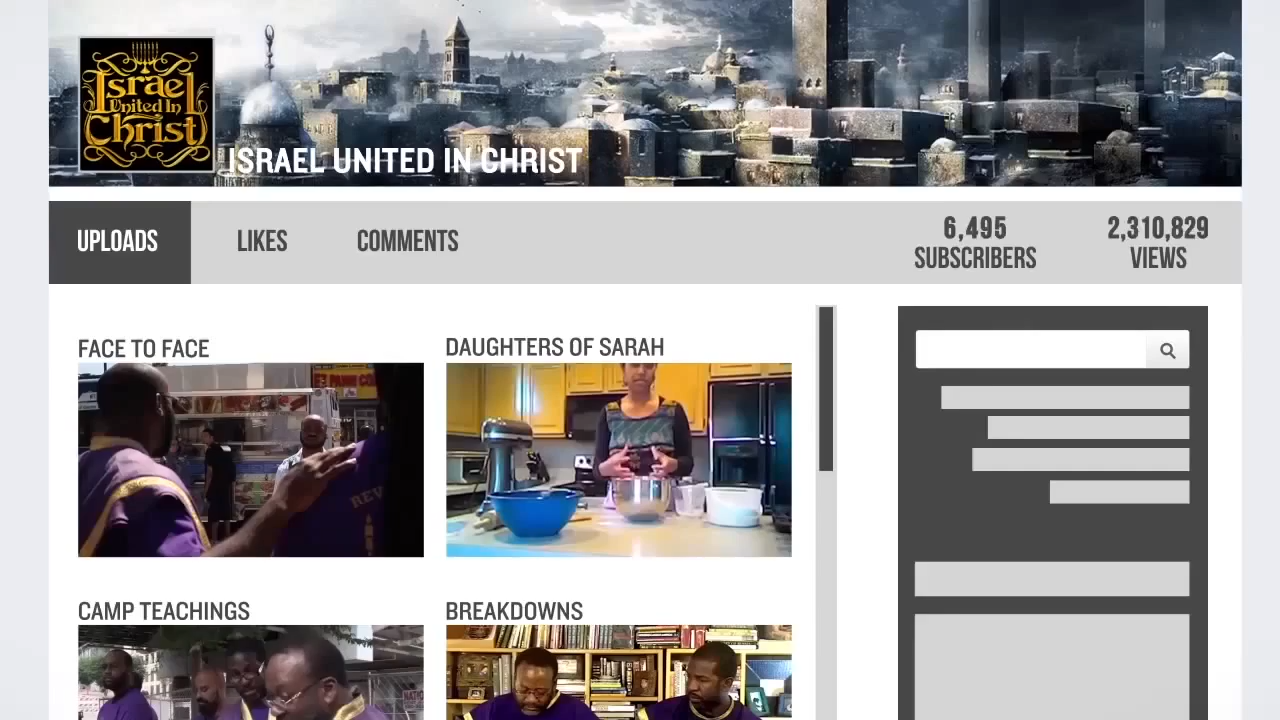 Israel
United In
Christ
ISRAEL UNITED IN CHRIST
UPLOADS
LIKES
COMMENTS
6,495
SUBSCRIBERS
2,310,829
VIEWS
FACE TO FACE
DAUGHTERS OF SARAH
REV
CAMP TEACHINGS
BREAKDOWNS